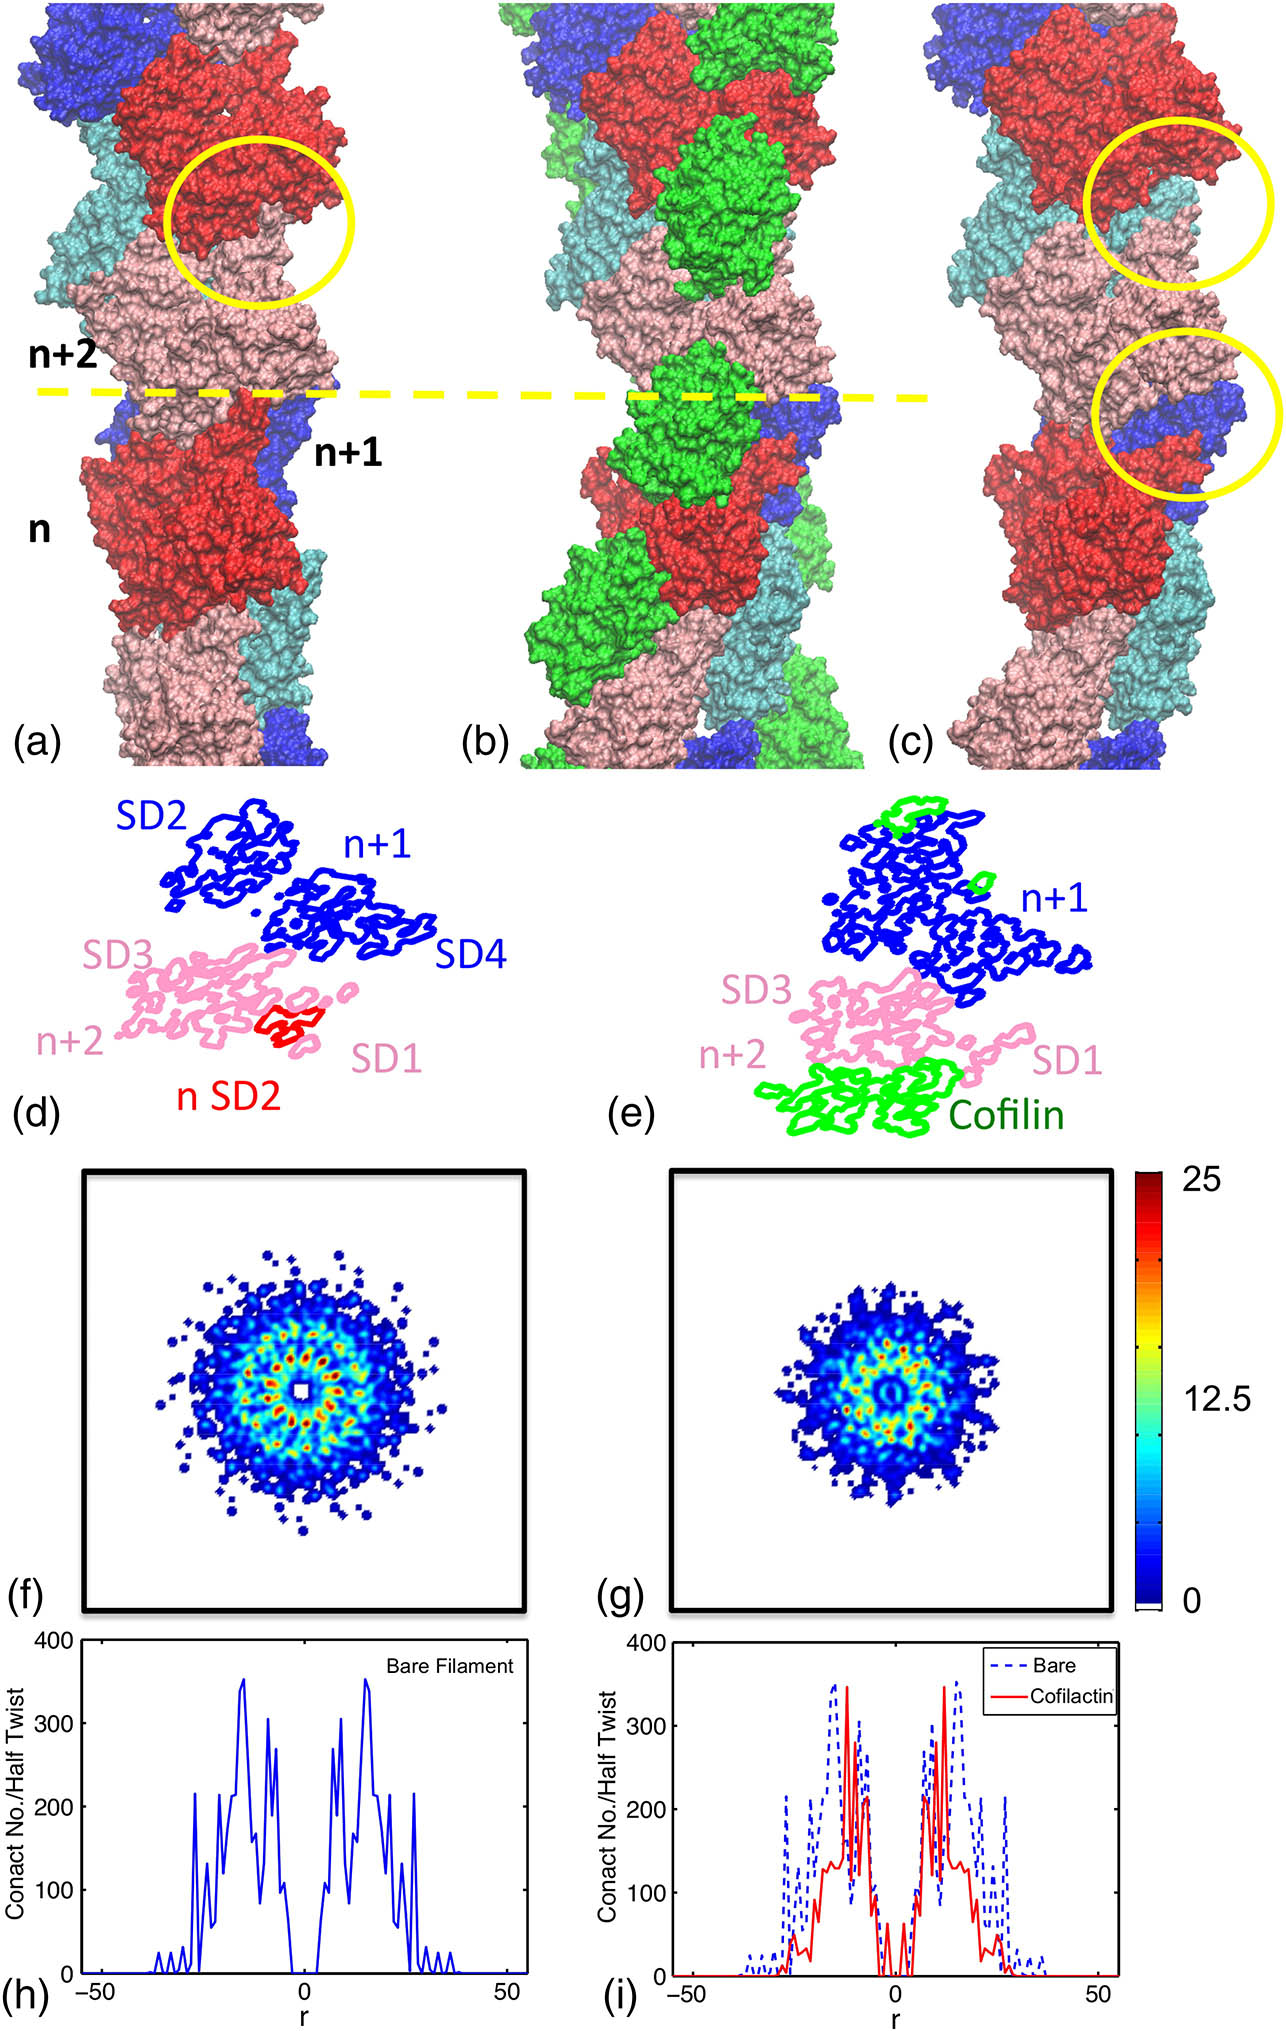 n+2
n+1
n
(a)
(b)
(c)
SD2
n+1
SD3
SD4
n+2
SD1
n SD2
(d)
n+1
SD3
n+2
SD1
Cofilin
(e)
25
12.5
0
(f)
(g)
400
300
200
100
0
Conact No./Half Twist
Bare Filament
−50
0
50
r
(h)
400
300
200
100
0
Conact No./Half Twist
Bare
Cofilactin
−50
0
50
r
(i)